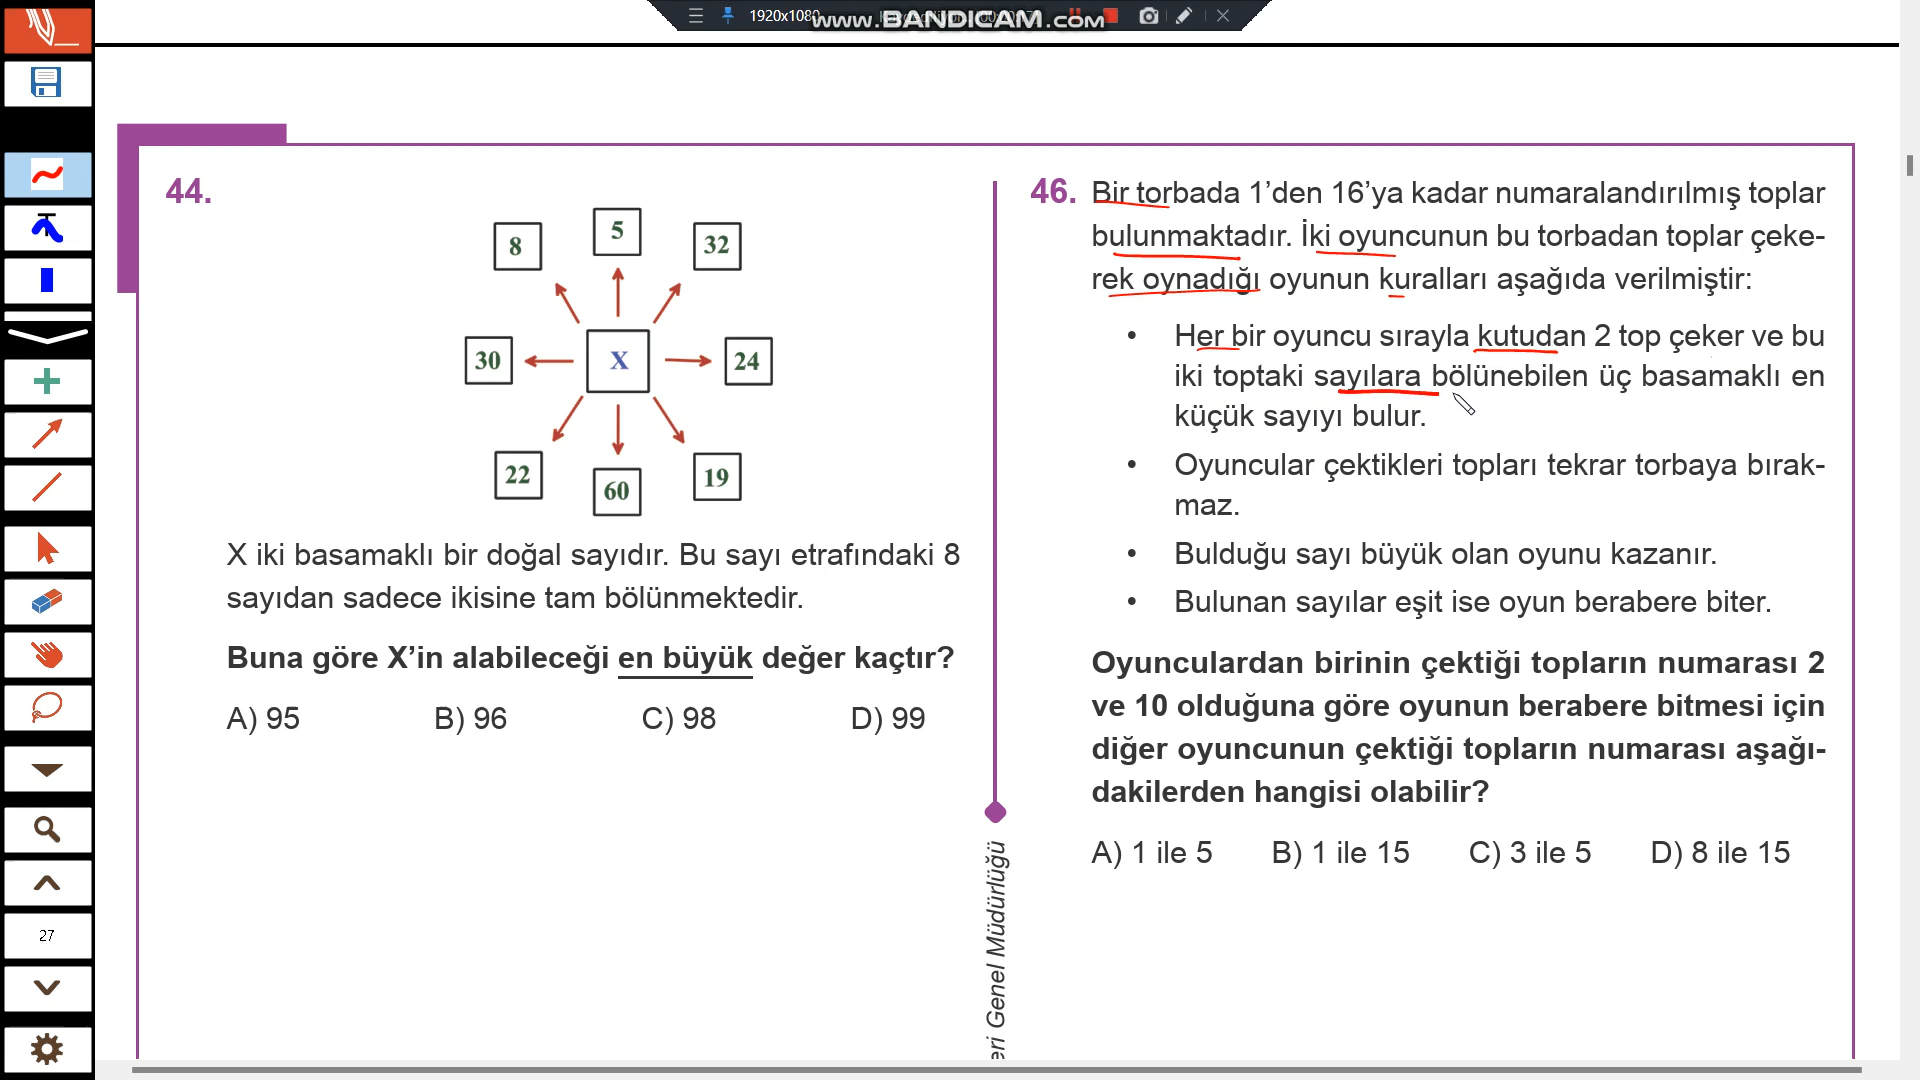 1920x1080
www.BANDICAM.com
44.
8
5
32
30
X
24
22
60
19
X iki basamaklı bir doğal sayıdır. Bu sayı etrafındaki 8
sayıdan sadece ikisine tam bölünmektedir.
Buna göre X'in alabileceği en büyük değer kaçtır?
A) 95 B) 96 C) 98 D) 99
eri Genel Müdürlüğü
46. Bir torbada 1'den 16'ya kadar numaralandırılmış toplar
bulunmaktadır. İki oyuncunun bu torbadan toplar çeke-
rek oynadığı oyunun kuralları aşağıda verilmiştir:
• Her bir oyuncu sırayla kutudan 2 top çeker ve bu
iki toptaki sayılara bölünebilen üç basamaklı en
küçük sayıyı bulur.
• Oyuncular çektikleri topları tekrar torbaya bırak-
maz.
• Bulduğu sayı büyük olan oyunu kazanır.
• Bulunan sayılar eşit ise oyun berabere biter.
Oyunculardan birinin çektiği topların numarası 2
ve 10 olduğuna göre oyunun berabere bitmesi için
diğer oyuncunun çektiği topların numarası aşağı-
dakilerden hangisi olabilir?
A) 1 ile 5 B) 1 ile 15 C) 3 ile 5 D) 8 ile 15
27